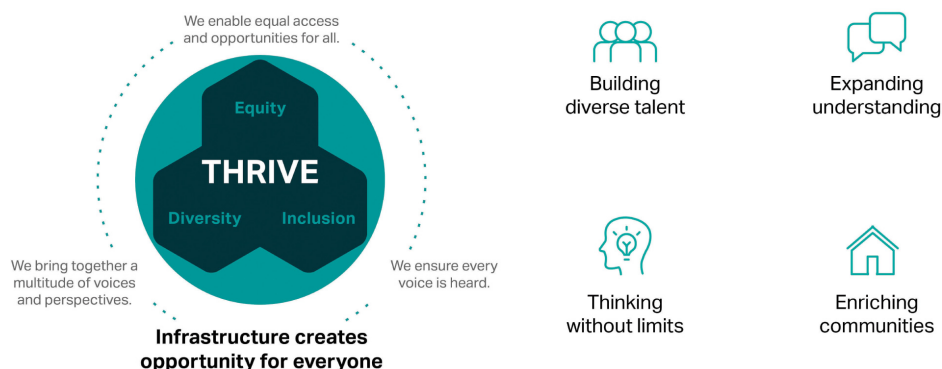 We enable equal access
and opportunities for all.
Equity
THRIVE
Diversity
Inclusion
We bring together a
multitude of voices
and perspectives.
We ensure every
voice is heard.
Infrastructure creates
opportunity for everyone
Building
diverse talent
Expanding
understanding
Thinking
without limits
Enriching
communities